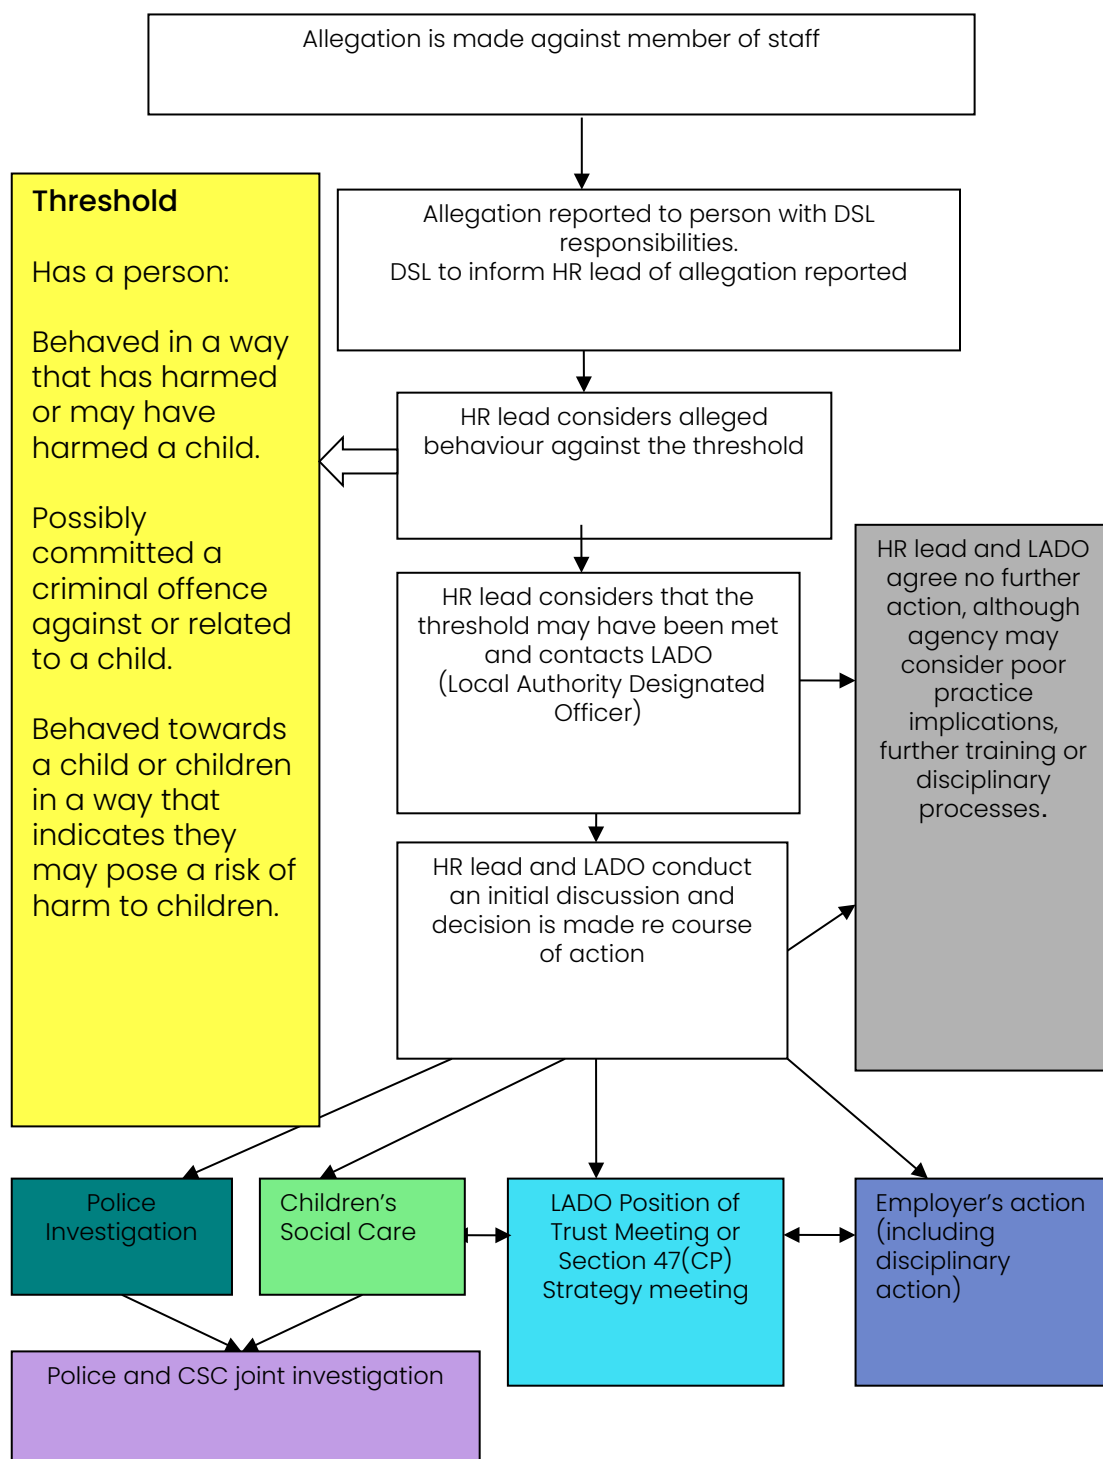 Allegation is made against member of staff
Allegation reported to person with DSL
responsibilities.
DSL to inform HR lead of allegation reported
Threshold
Has a person:
Behaved in a way
that has harmed
or may have
harmed a child.
Possibly
committed a
criminal offence
against or related
to a child.
Behaved towards
a child or children
in a way that
indicates they
may pose a risk of
harm to children.
HR lead considers alleged
behaviour against the threshold
HR lead considers that the
threshold may have been met
and contacts LADO
(Local Authority Designated
Officer)
HR lead and LADO
agree no further
action, although
agency may
consider poor
practice
implications,
further training or
disciplinary
processes.
HR lead and LADO conduct
an initial discussion and
decision is made re course
of action
Police
Investigation
Children's
Social Care
LADO Position of
Trust Meeting or
Section 47(CP)
Strategy meeting
Employer's action
(including
disciplinary
action)
Police and CSC joint investigation